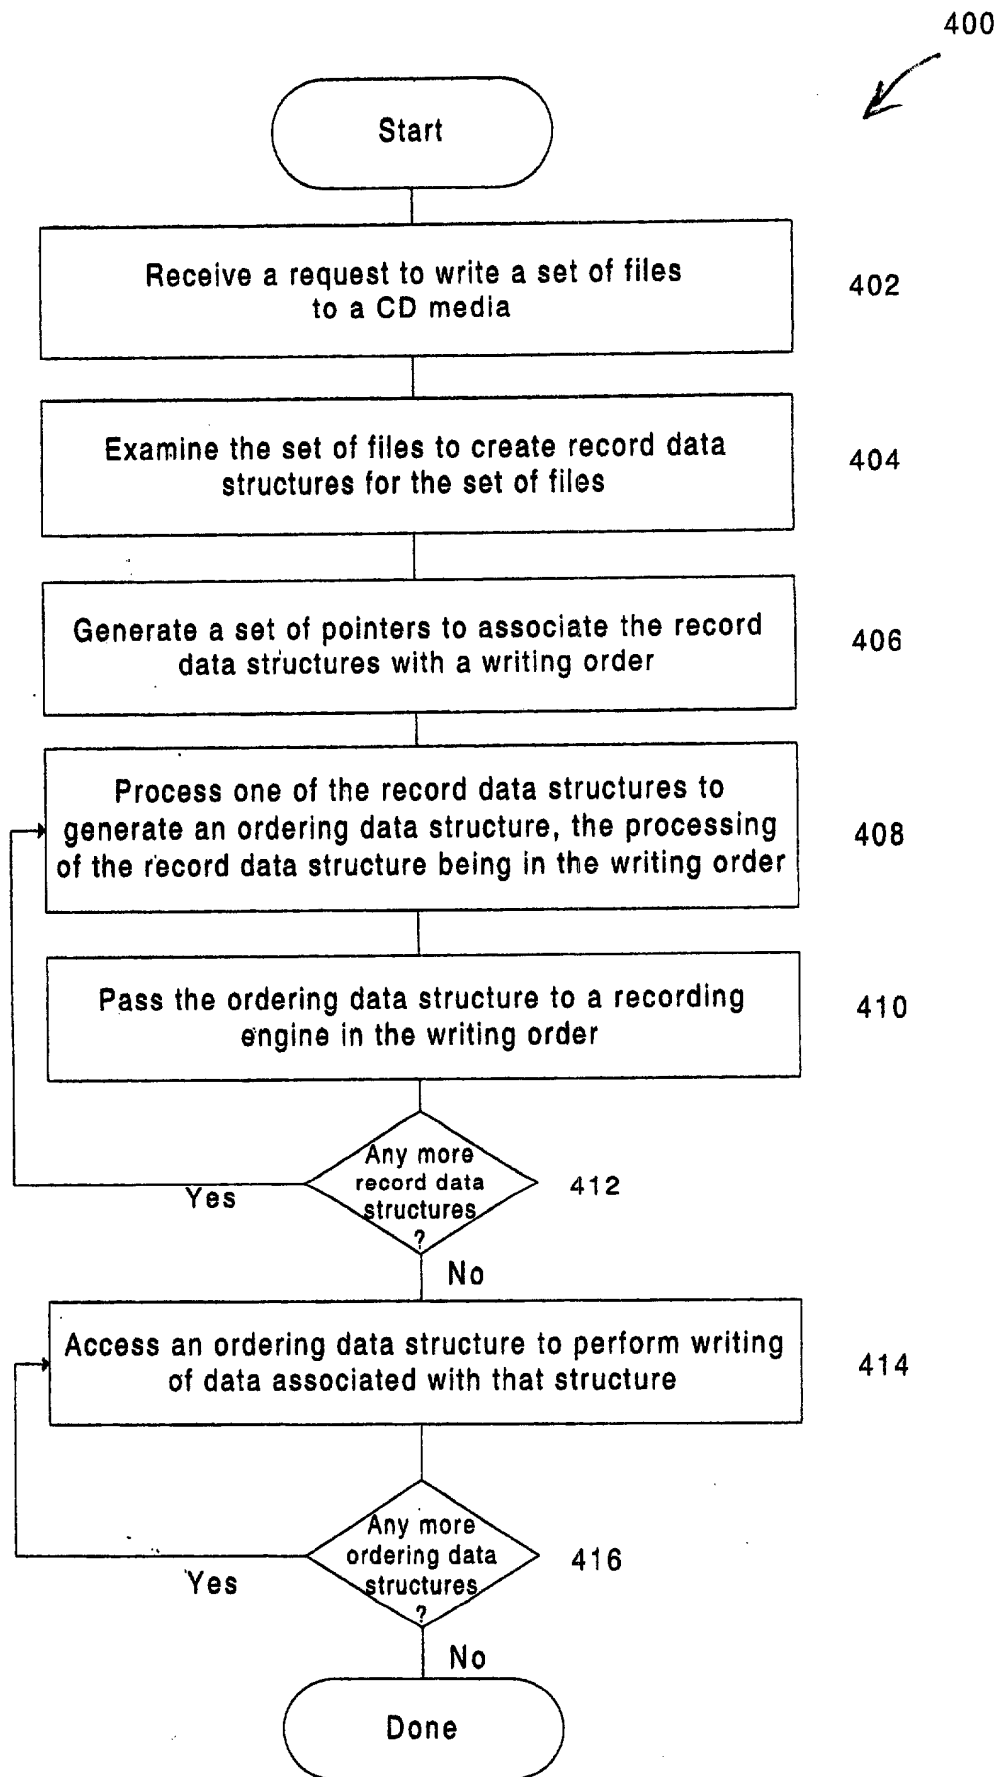 400
Start
Receive a request to write a set of files
to a CD media
402
Examine the set of files to create record data
structures for the set of files
404
Generate a set of pointers to associate the record
data structures with a writing order
406
Process one of the record data structures to
generate an ordering data structure, the processing
of the record data structure being in the writing order
408
Pass the ordering data structure to a recording
engine in the writing order
410
Any more
record data
structures
?
412
Yes
No
Access an ordering data structure to perform writing
of data associated with that structure
414
Any more
ordering data
structures
?
416
Yes
No
Done